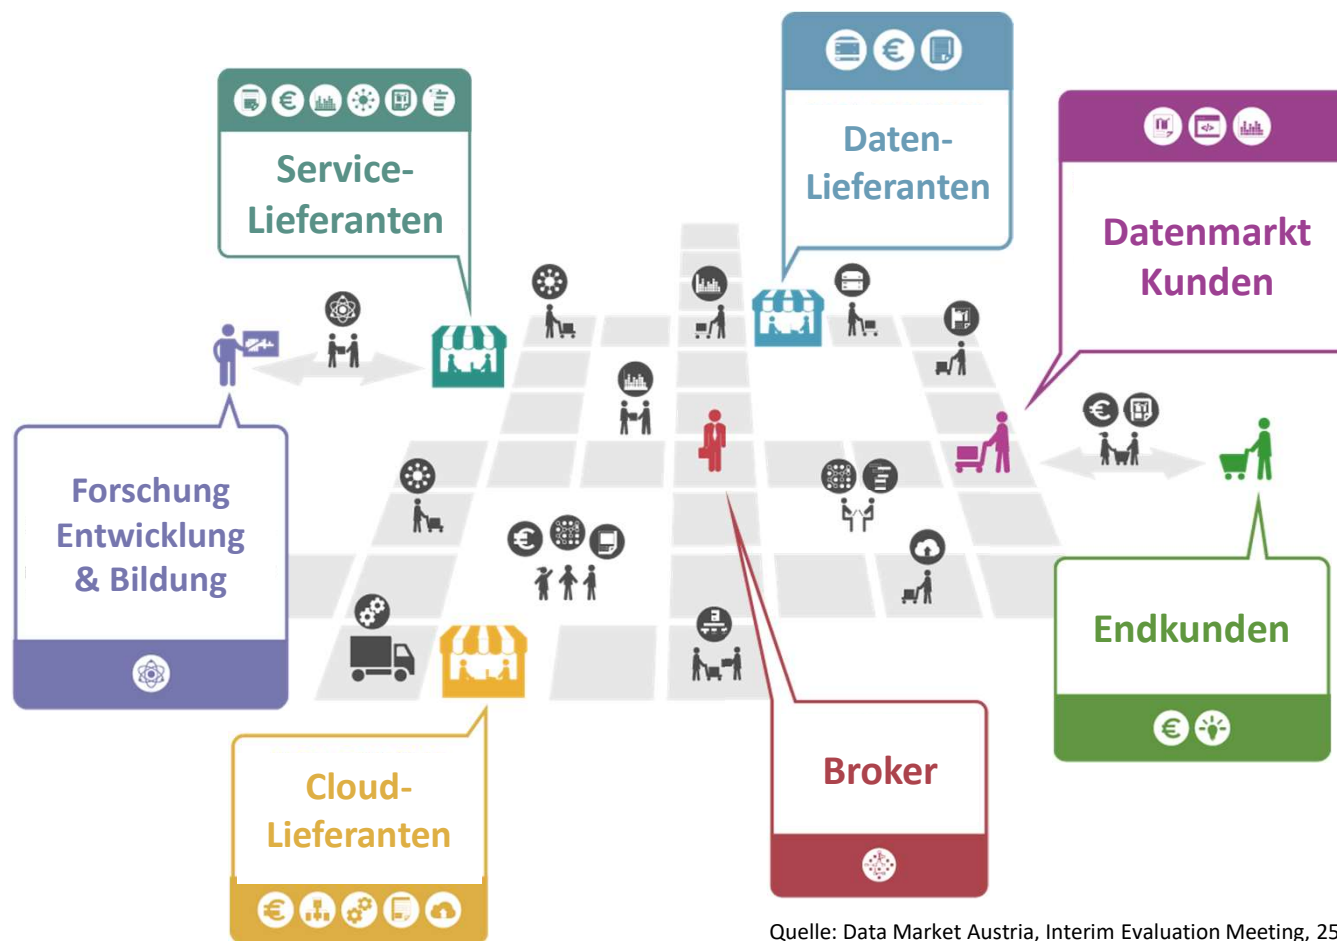 Service-
Lieferanten
Daten-
Lieferanten
Datenmarkt
Kunden
Forschung
Entwicklung
& Bildung
Endkunden
Cloud-
Lieferanten
Broker
Quelle: Data Market Austria, Interim Evaluation Meeting, 25